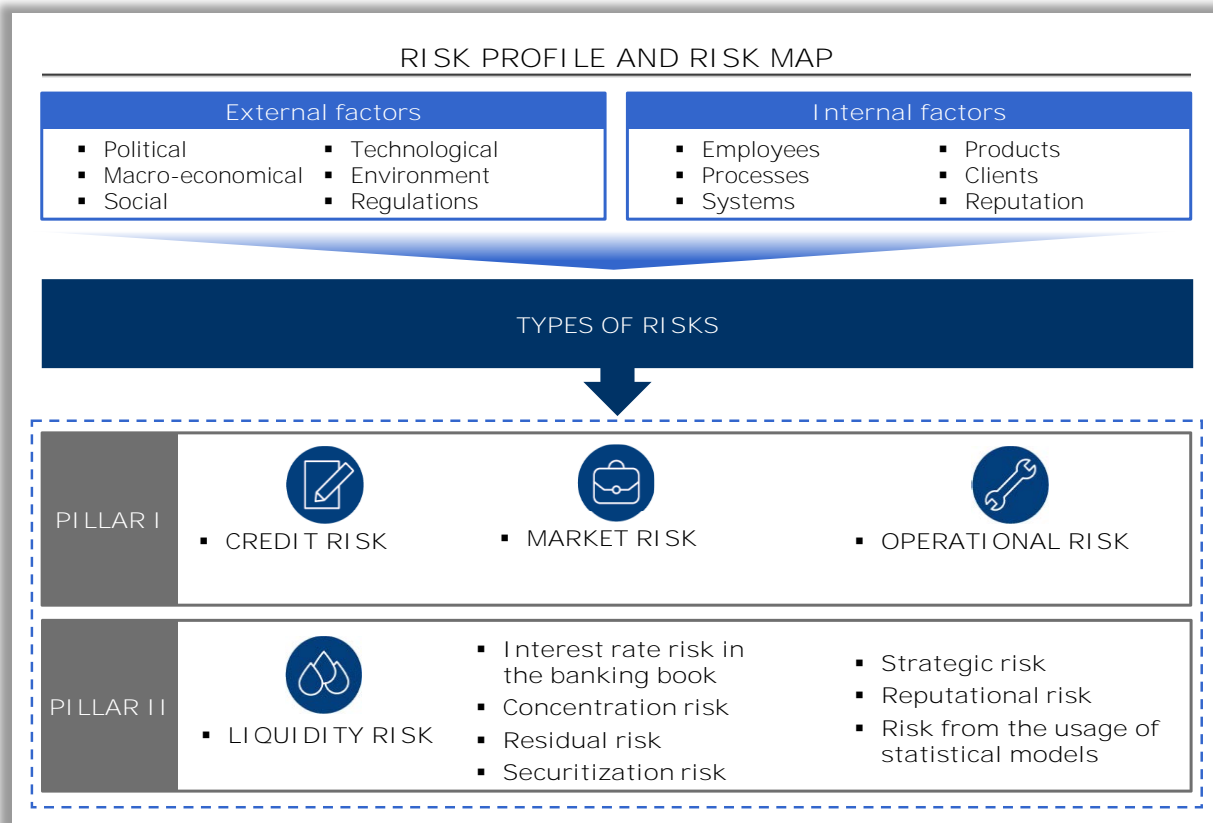 RISK PROFILE AND RISK MAP
External factors
▪ Political
▪ Macro-economical
▪ Social
▪ Technological
▪ Environment
▪ Regulations
Internal factors
▪ Employees
▪ Processes
▪ Systems
▪ Products
▪ Clients
▪ Reputation
TYPES OF RISKS
PILLAR I
▪ CREDIT RISK
▪ MARKET RISK
▪ OPERATIONAL RISK
PILLAR II
▪ LIQUIDITY RISK
▪ Interest rate risk in
the banking book
▪ Concentration risk
▪ Residual risk
▪ Securitization risk
▪ Strategic risk
▪ Reputational risk
▪ Risk from the usage of
statistical models